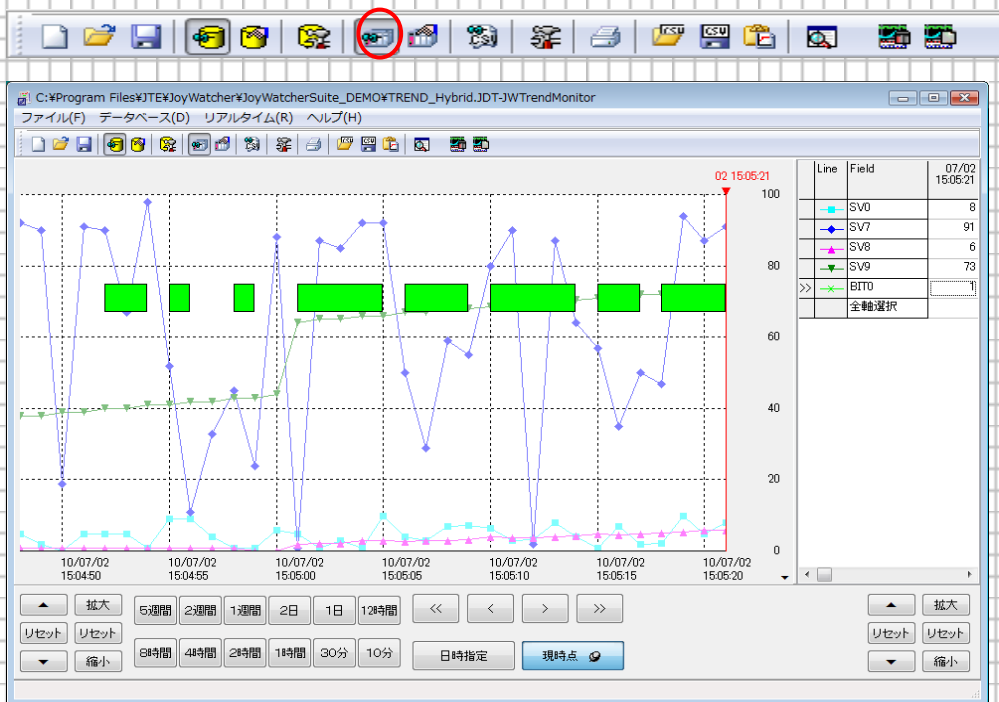 CSV
CSV
CSV
C:¥Program Files¥JTE¥JoyWatcher¥JoyWatcherSuite_DEMO¥TREND_Hybrid.JDT-JWTrendMonitor
ファイル(F) データベース(D) リアルタイム(R) ヘルプ(H)
02 15:05:21
100
80
60
40
20
0
10/07/02 10/07/02 10/07/02 10/07/02 10/07/02 10/07/02 10/07/02
15:04:50 15:04:55 15:05:00 15:05:05 15:05:10 15:05:15 15:05:20
Line Field 07/02
15:05:21
SV0 8
SV7 91
SV8 6
SV9 73
>> BIT0 1
全軸選択
拡大 5週間 2週間 1週間 2日 1日 12時間 << < > >> 拡大
リセット リセット リセット リセット
縮小 8時間 4時間 2時間 1時間 30分 10分 日時指定 現時点 縮小